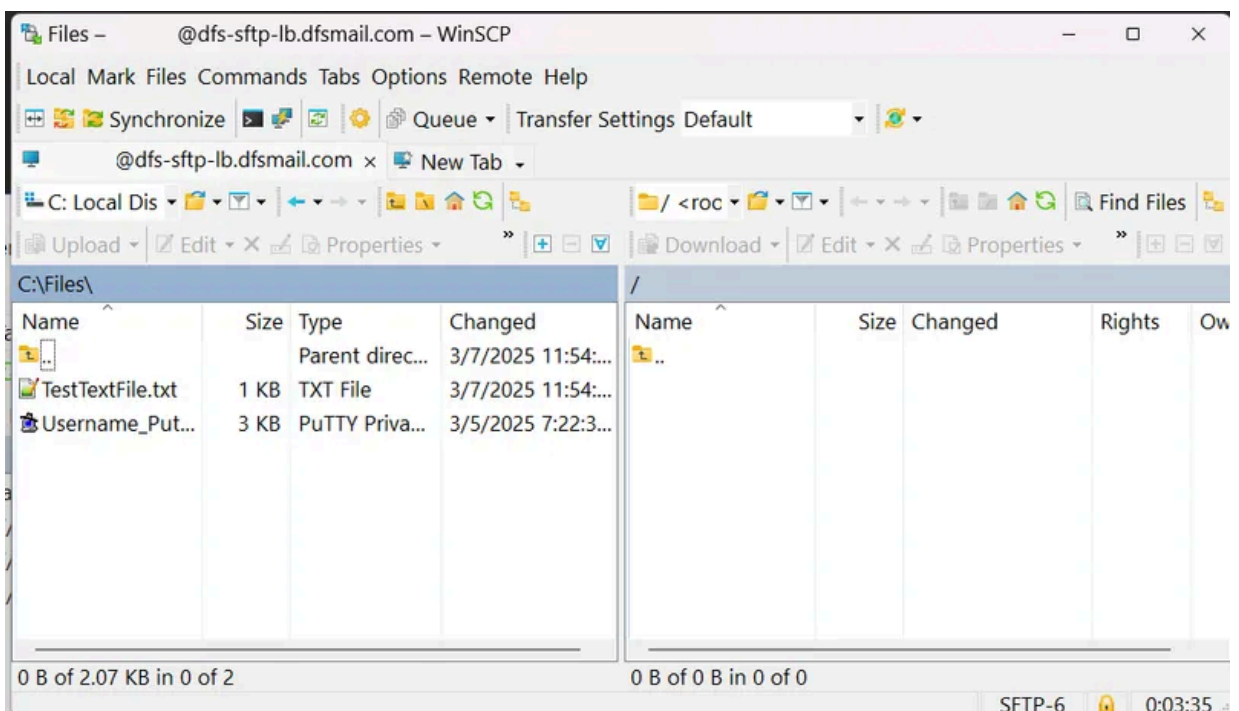 Files – @dfs-sftp-lb.dfsmail.com – WinSCP
Local Mark Files Commands Tabs Options Remote Help
Synchronize Queue Transfer Settings Default
@dfs-sftp-lb.dfsmail.com × New Tab
C: Local Dis / <roc Find Files
Upload Edit Properties » Download Edit Properties »
C:\Files\ /
Name Size Type Changed Name Size Changed Rights Ow
.. Parent direc... 3/7/2025 11:54:... ..
TestTextFile.txt 1 KB TXT File 3/7/2025 11:54:...
Username_Put... 3 KB PuTTY Priva... 3/5/2025 7:22:3...
0 B of 2.07 KB in 0 of 2 0 B of 0 B in 0 of 0
SFTP-6 0:03:35